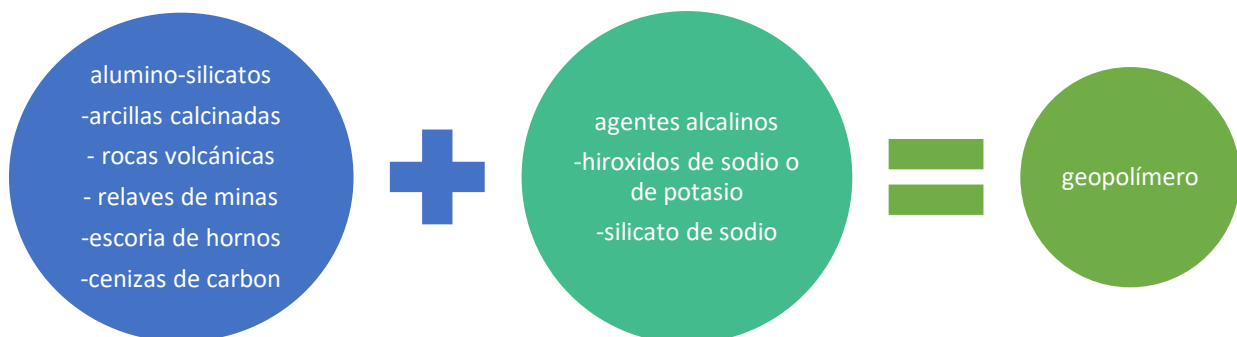 alumino-silicatos
-arcillas calcinadas
- rocas volcánicas
- relaves de minas
-escoria de hornos
-cenizas de carbon
agentes alcalinos
-hiroxidos de sodio o
de potasio
-silicato de sodio
geopolímero